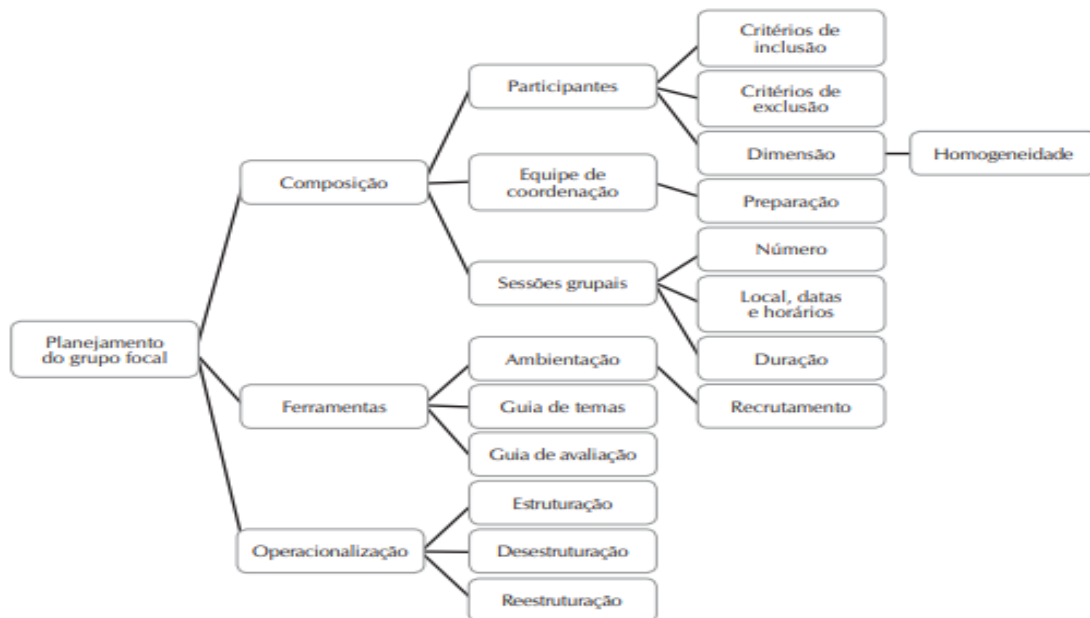 Planejamento
do grupo focal
Composição
Participantes
Critérios de
inclusão
Critérios de
exclusão
Dimensão
Homogeneidade
Equipe de
coordenação
Preparação
Sessões grupais
Número
Local, datas
e horários
Duração
Ferramentas
Ambientação
Recrutamento
Guia de temas
Guia de avaliação
Operacionalização
Estruturação
Desestruturação
Reestruturação